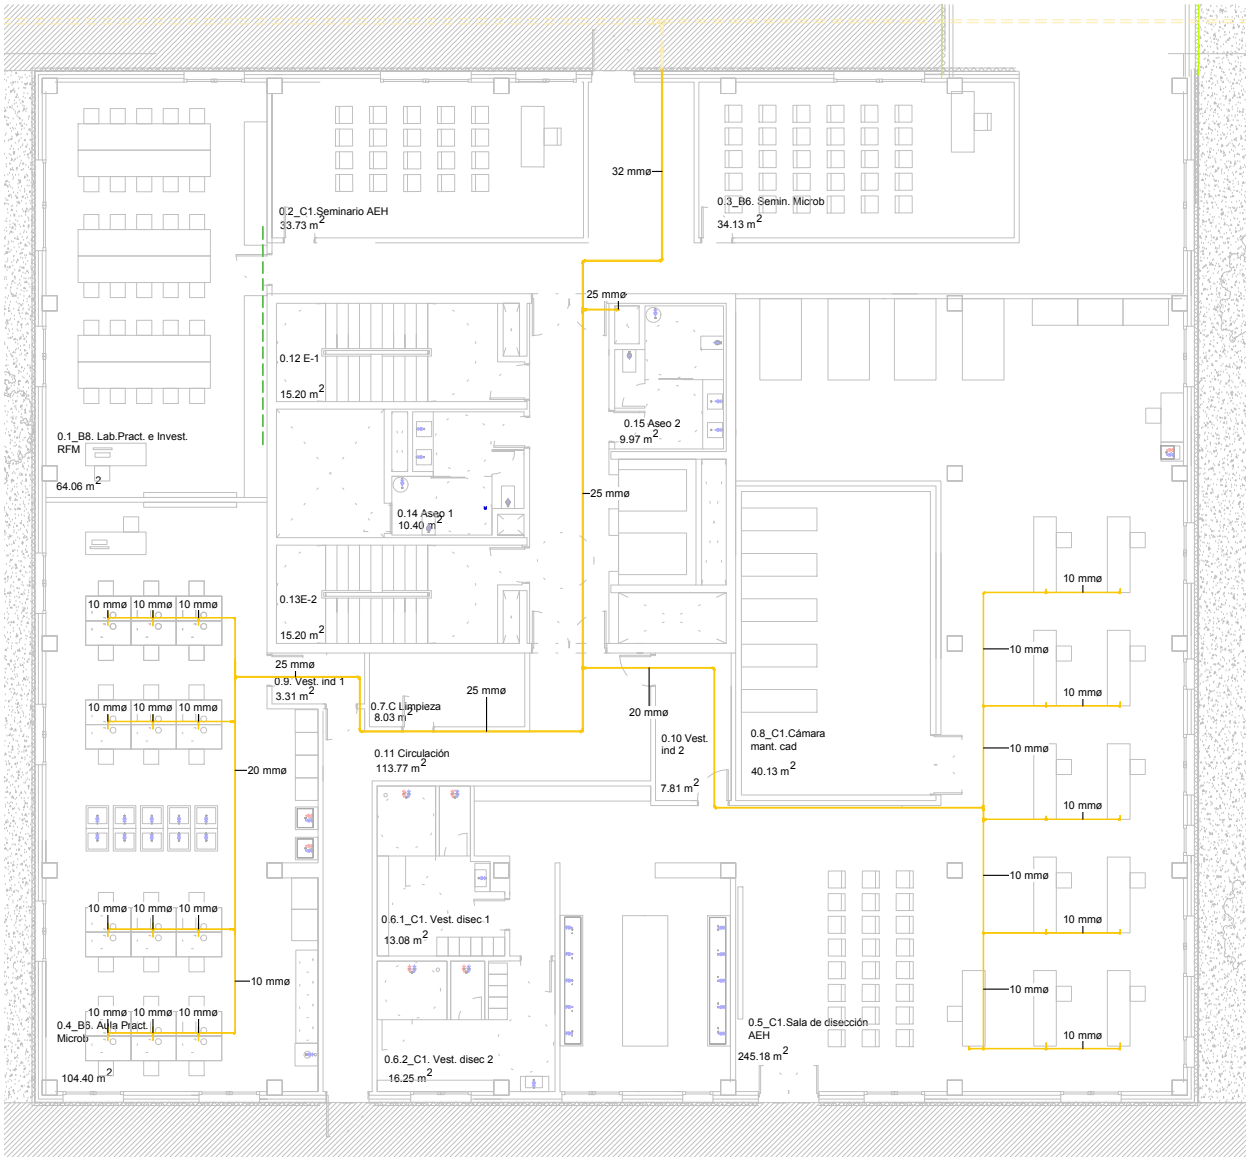 32 mmø
0.2_C1.Seminario AEH
33.73 m2
0.3_B6. Semin. Microb
34.13 m2
25 mmø
0.12 E-1
15.20 m2
0.15 Aseo 2
9.97 m2
0.1_B8. Lab.Pract. e Invest.
RFM
64.06 m2
25 mmø
0.14 Aseo 1
10.40 m2
0.13E-2
15.20 m2
10 mmø
10 mmø 10 mmø 10 mmø
10 mmø
25 mmø
0.9. Vest. ind 1
3.31 m2
25 mmø
0.7.C Limpieza
8.03 m2
20 mmø
10 mmø
10 mmø 10 mmø 10 mmø
0.10 Vest.
ind 2
7.81 m2
0.8_C1.Cámara
mant. cad
40.13 m2
0.11 Circulación
113.77 m2
10 mmø
20 mmø
10 mmø
10 mmø
10 mmø 10 mmø 10 mmø
0.6.1_C1. Vest. disec 1
13.08 m2
10 mmø
10 mmø
10 mmø
10 mmø 10 mmø 10 mmø
0.4_B6. Aula Pract.
Microb
104.40 m2
0.6.2_C1. Vest. disec 2
16.25 m2
0.5_C1.Sala de disección
AEH
245.18 m2
10 mmø